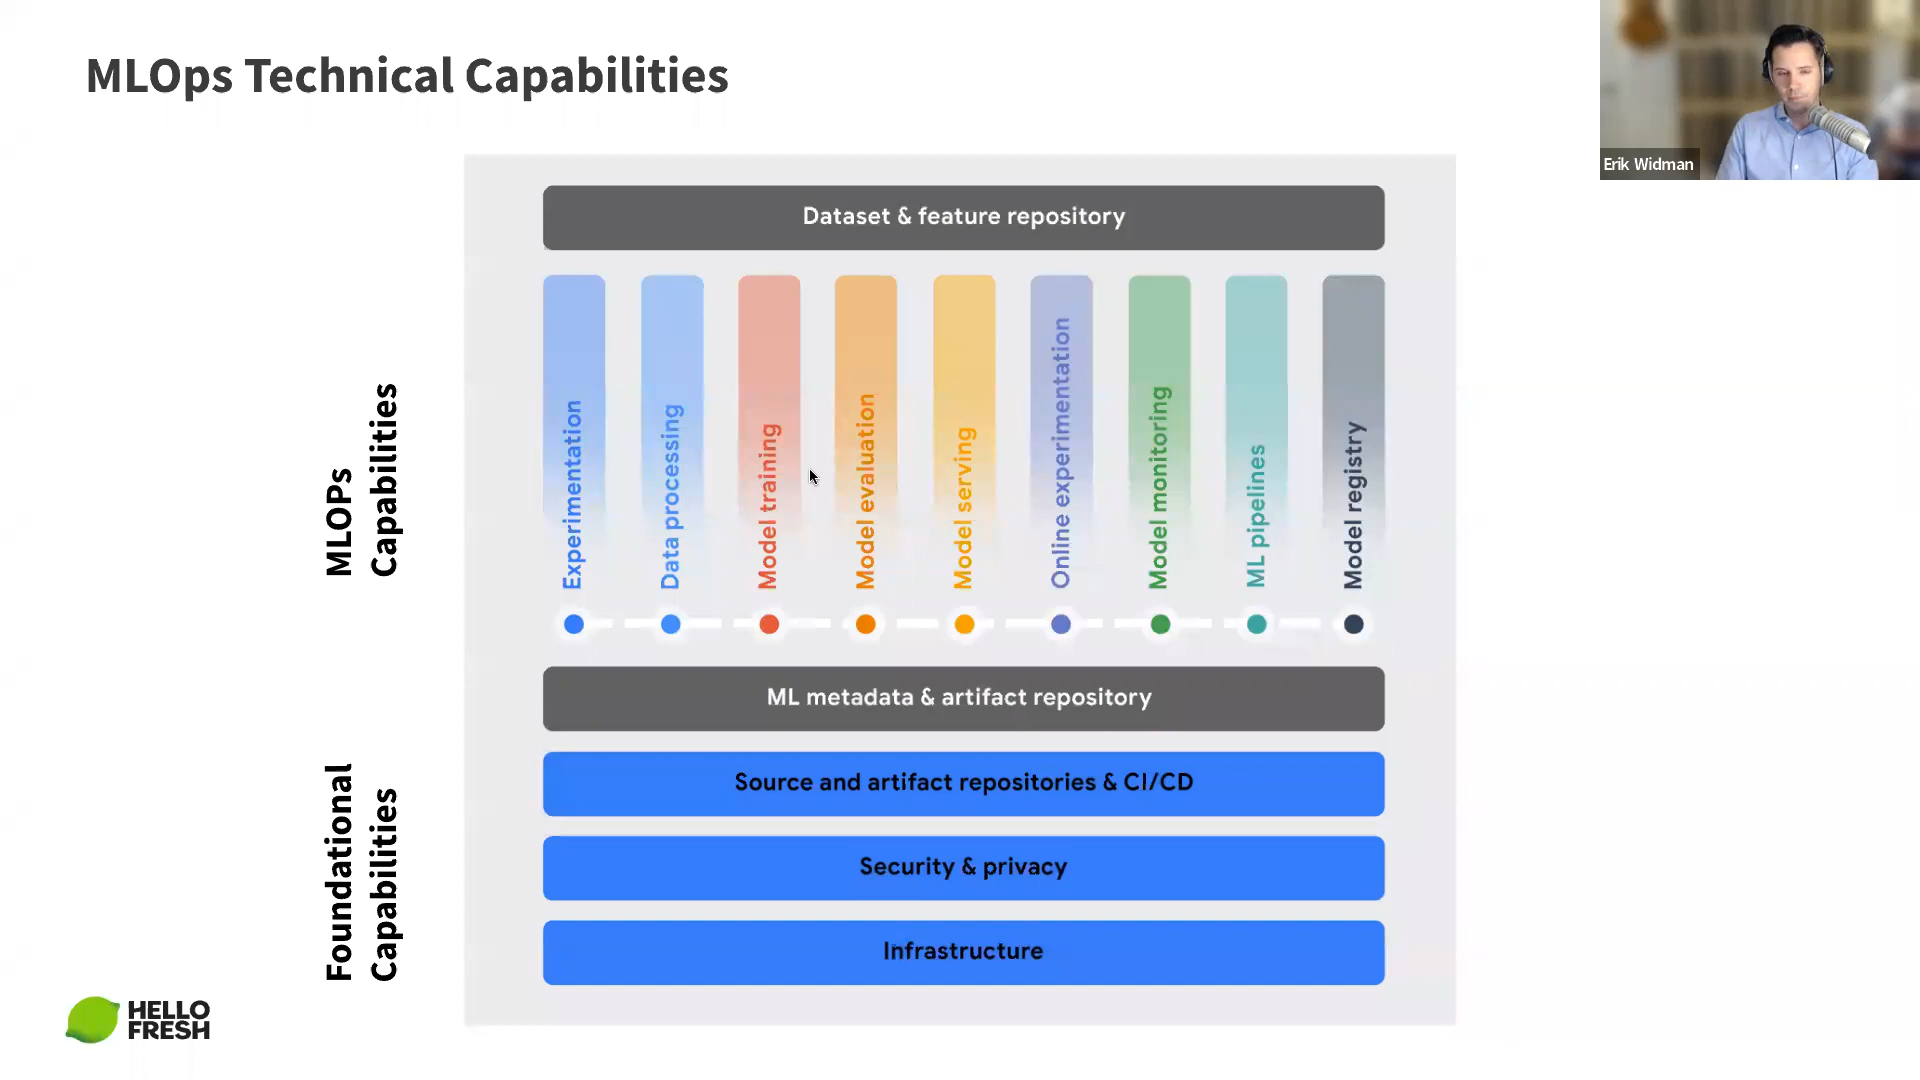 MLOps Technical Capabilities
Erik Widman
Dataset & feature repository
MLOPs
Capabilities
Experimentation
Data processing
Model training
Model evaluation
Model serving
Online experimentation
Model monitoring
ML pipelines
Model registry
ML metadata & artifact repository
Foundational
Capabilities
Source and artifact repositories & CI/CD
Security & privacy
Infrastructure
HELLO
FRESH